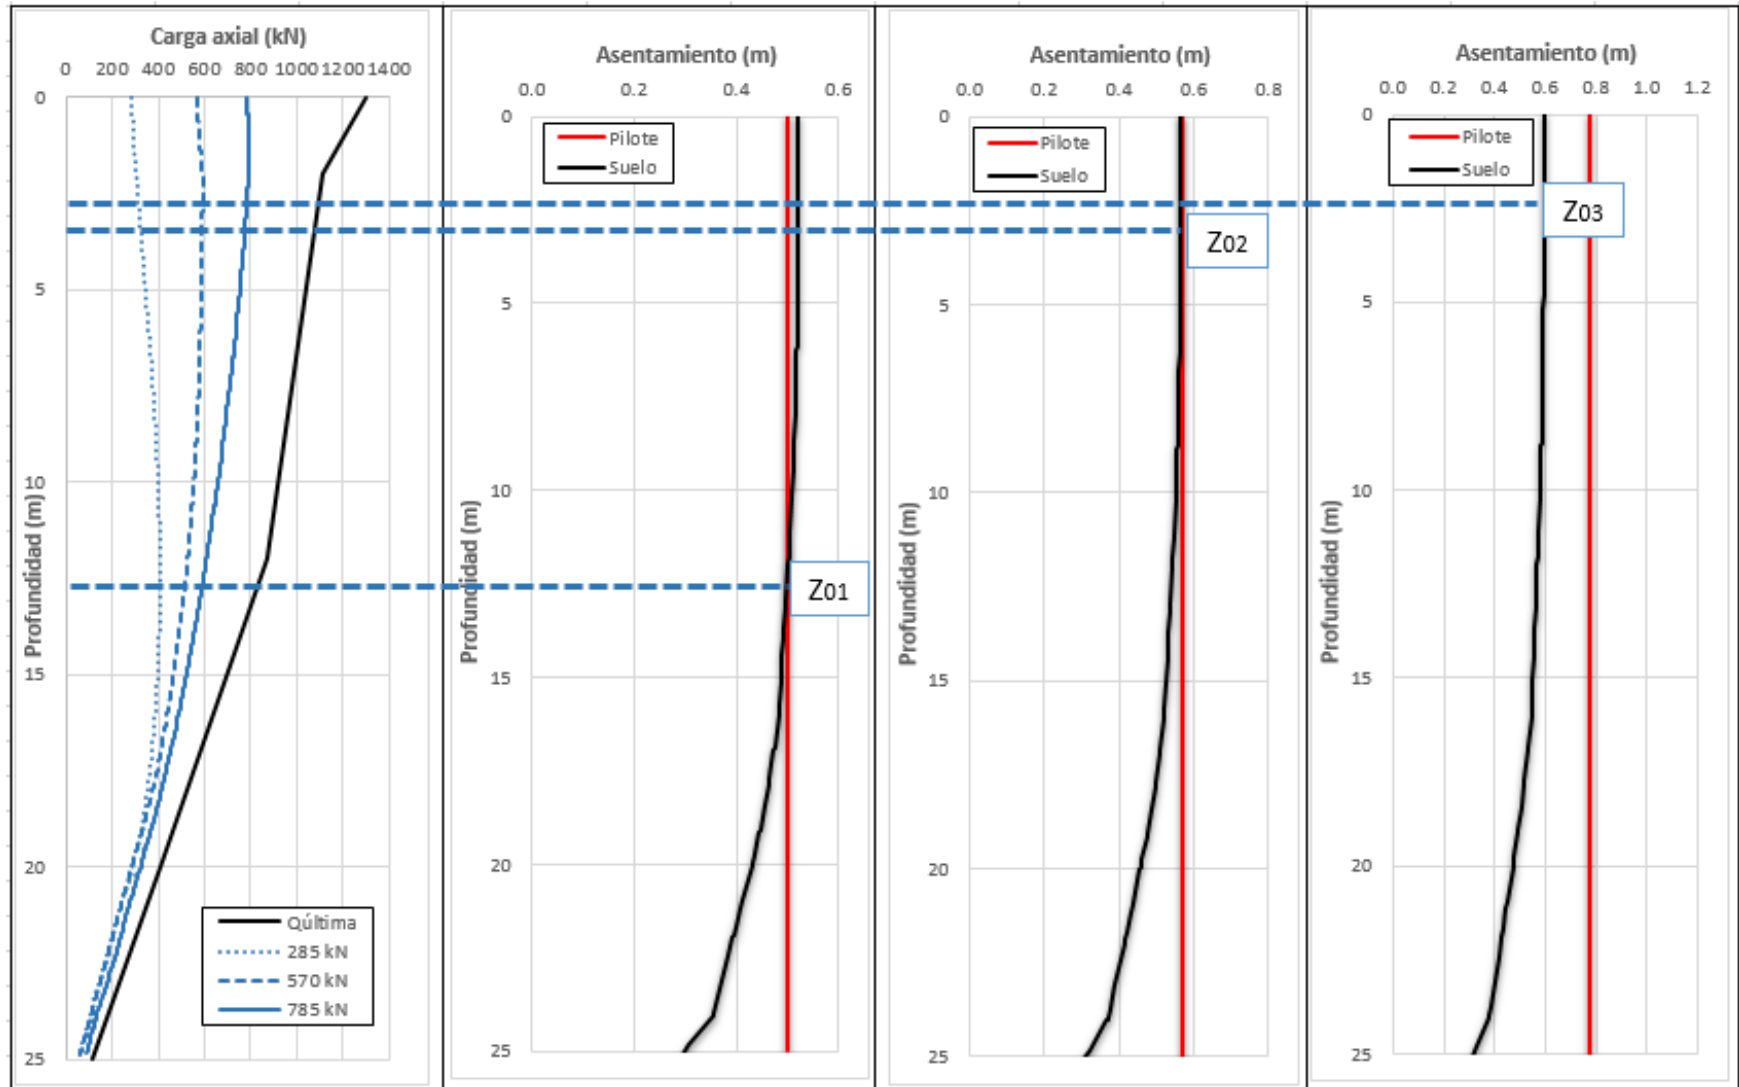 Carga axial (kN)
0 200 400 600 800 1000 1200 1400
0
5
10
15
20
25
Profundidad (m)
Qúltima
285 kN
570 kN
785 kN
Asentamiento (m)
0.0 0.2 0.4 0.6
0
5
10
15
20
25
Profundidad (m)
Pilote
Suelo
Z01
Asentamiento (m)
0.0 0.2 0.4 0.6 0.8
0
5
10
15
20
25
Profundidad (m)
Pilote
Suelo
Z02
Asentamiento (m)
0.0 0.2 0.4 0.6 0.8 1.0 1.2
0
5
10
15
20
25
Profundidad (m)
Pilote
Suelo
Z03